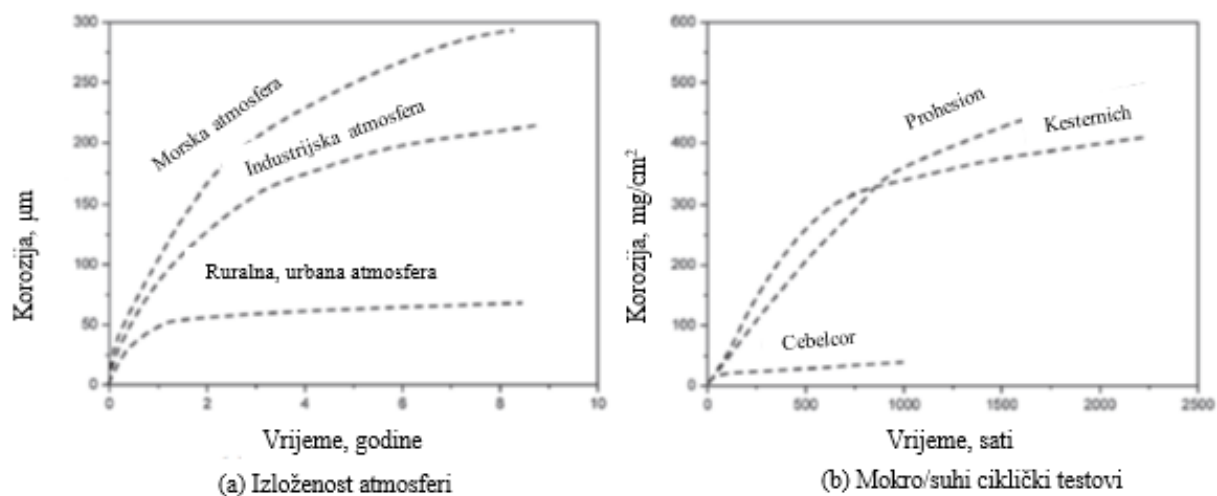 300
250
200
150
100
50
0
Korozija, µm
Morska atmosfera
Industrijska atmosfera
Ruralna, urbana atmosfera
0 2 4 6 8 10
Vrijeme, godine
(a) Izloženost atmosferi
600
500
400
300
200
100
0
Korozija, mg/cm²
Prohesion
Kesternich
Cebelcor
0 500 1000 1500 2000 2500
Vrijeme, sati
(b) Mokro/suhi ciklički testovi